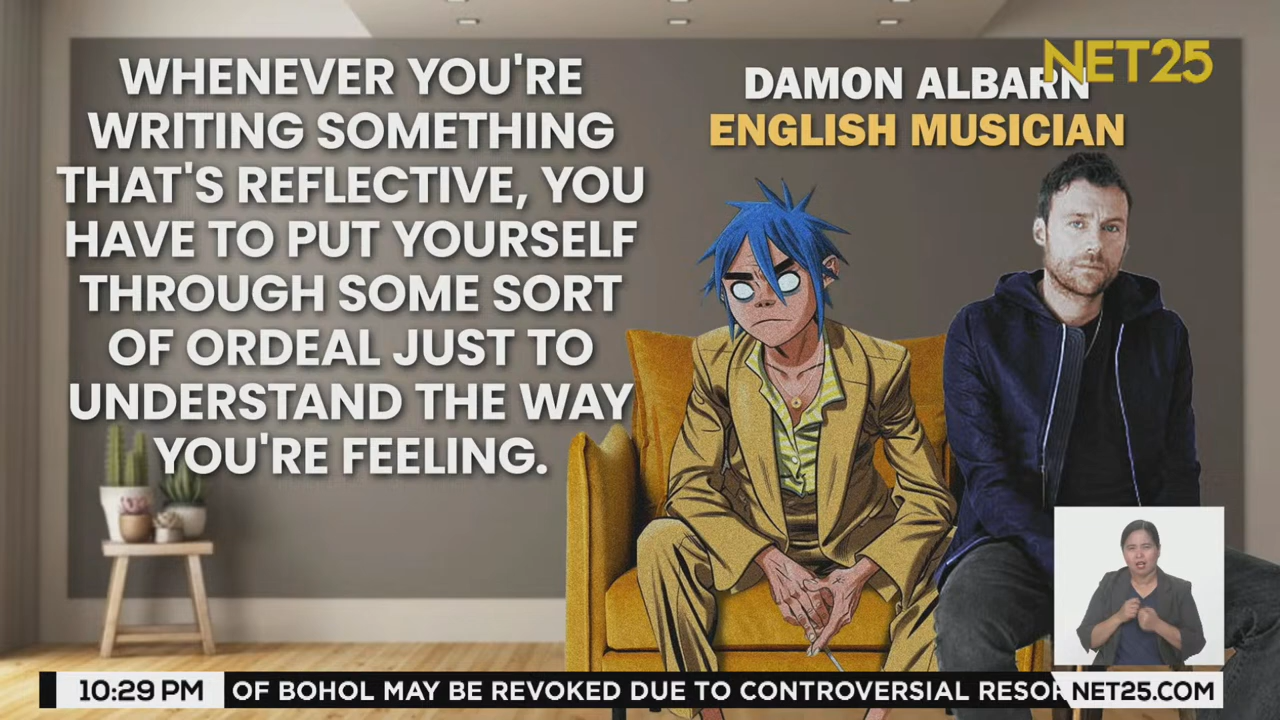 WHENEVER YOU'RE
WRITING SOMETHING
THAT'S REFLECTIVE, YOU
HAVE TO PUT YOURSELF
THROUGH SOME SORT
OF ORDEAL JUST TO
UNDERSTAND THE WAY
YOU'RE FEELING.
NET25
DAMON ALBARN
ENGLISH MUSICIAN
10:29 PM
OF BOHOL MAY BE REVOKED DUE TO CONTROVERSIAL
NET25.COM